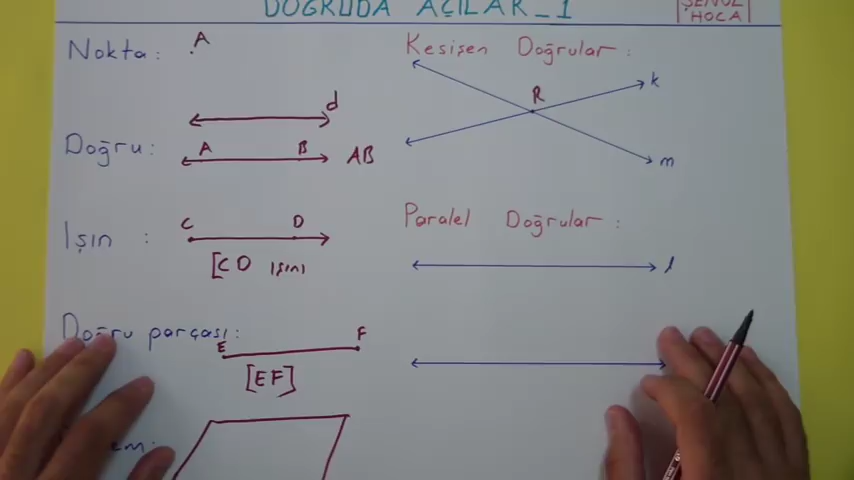 DOĞRUDA AÇILAR_1
ŞENOL
HOCA
Nokta: A
d
Doğru: A B AB
Işın : C D
[CD ışını
Doğru parçası:
E F
[EF]
Kesişen Doğrular :
R k
m
Paralel Doğrular :
l